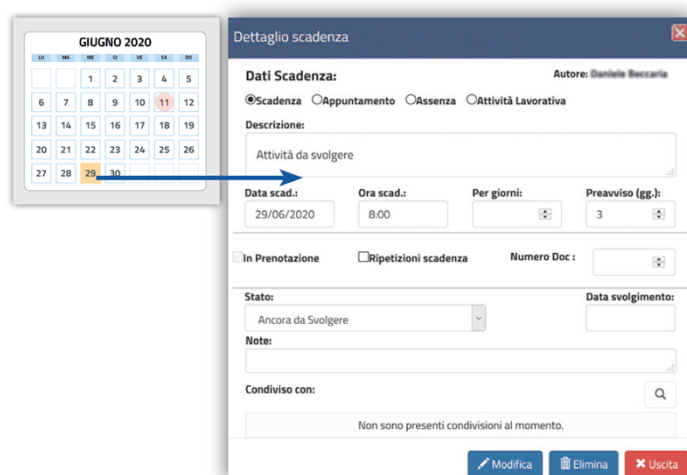 GIUGNO 2020
LU MA ME GI VE SA DO
1 2 3 4 5
6 7 8 9 10 11 12
13 14 15 16 17 18 19
20 21 22 23 24 25 26
27 28 29 30
Dettaglio scadenza
Dati Scadenza: Autore:
Scadenza Appuntamento Assenza Attività Lavorativa
Descrizione:
Attività da svolgere
Data scad.: Ora scad.: Per giorni: Preavviso (gg.):
29/06/2020 8:00 3
In Prenotazione Ripetizioni scadenza Numero Doc :
Stato: Data svolgimento:
Ancora da Svolgere
Note:
Condiviso con:
Non sono presenti condivisioni al momento.
Modifica Elimina Uscita